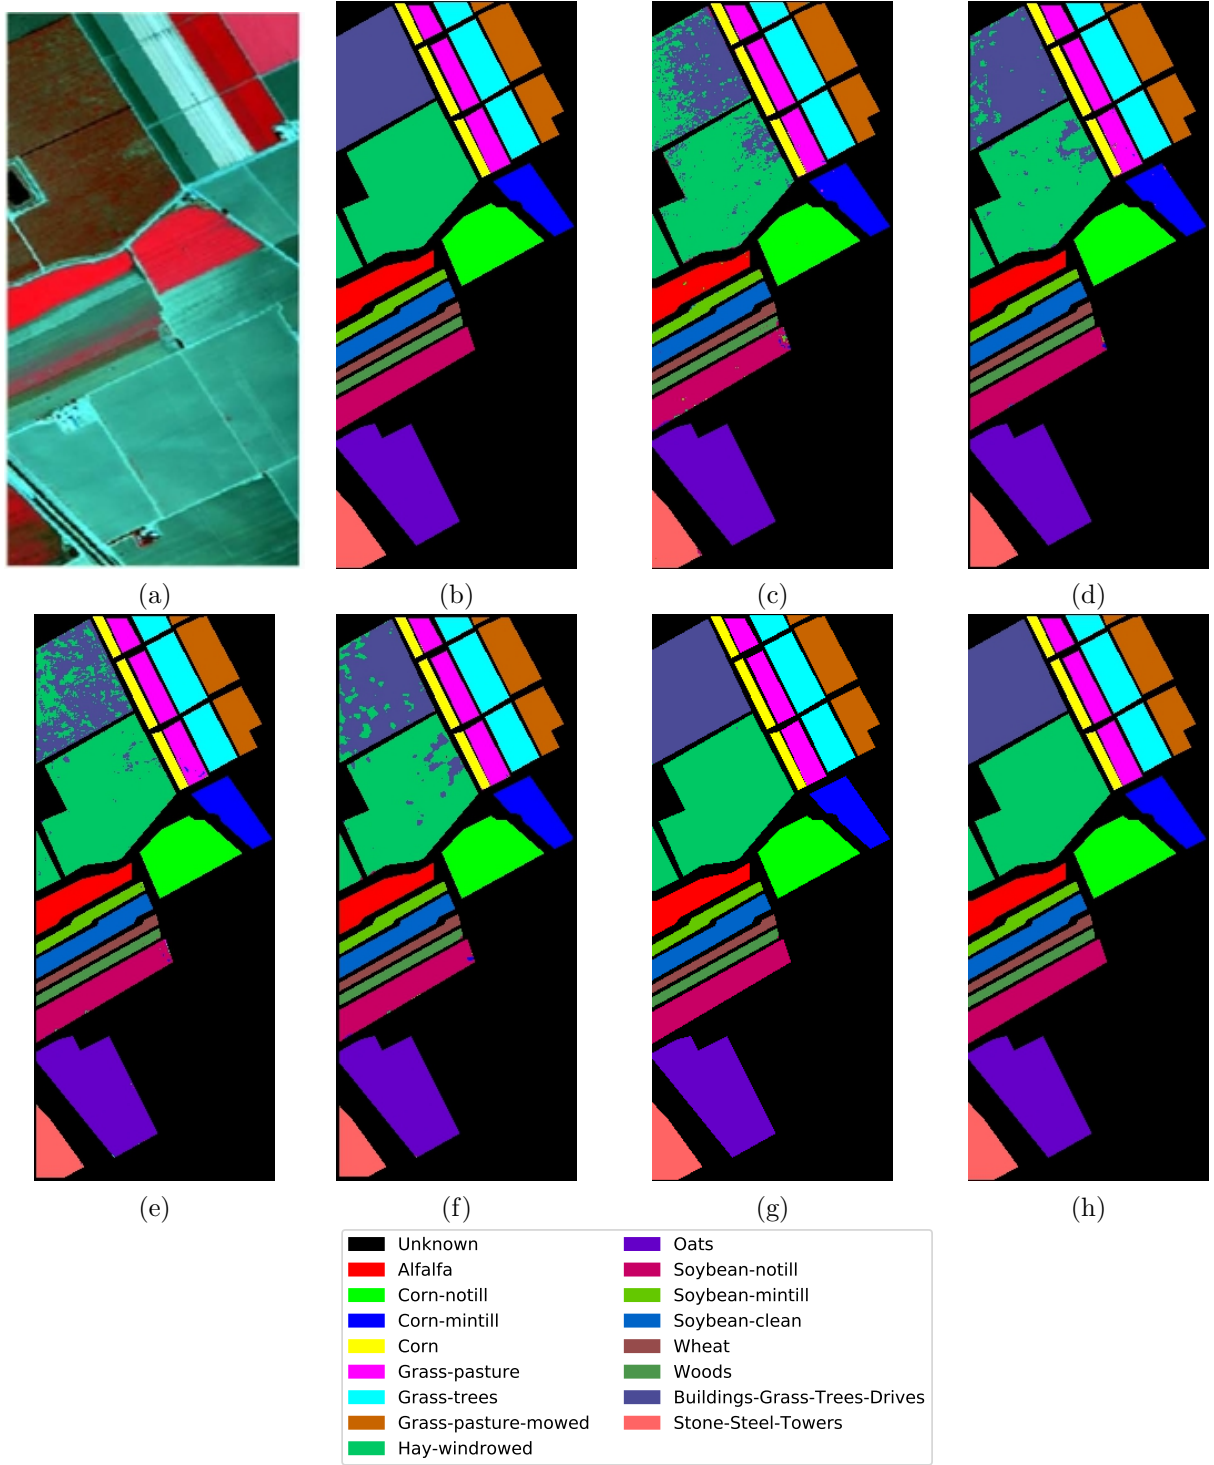 (a)
(b)
(c)
(d)
(e)
(f)
(g)
(h)
Unknown
Alfalfa
Corn-notill
Corn-mintill
Corn
Grass-pasture
Grass-trees
Grass-pasture-mowed
Hay-windrowed
Oats
Soybean-notill
Soybean-mintill
Soybean-clean
Wheat
Woods
Buildings-Grass-Trees-Drives
Stone-Steel-Towers